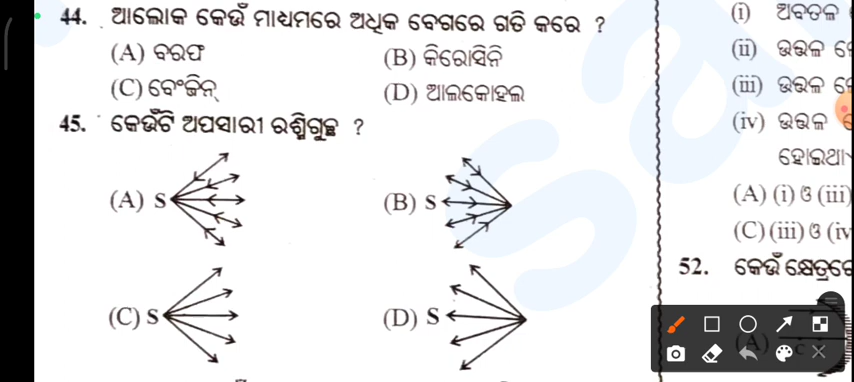 44. ଆଲୋକ କେଉଁ ମାଧ୍ୟମରେ ଅଧିକ ବେଗରେ ଗତି କରେ ?
(A) ବରଫ (B) କିରୋସିନି
(C) ବେଂଜିନ୍ (D) ଆଲକୋହଲ
45. କେଉଁଟି ଅପସାରୀ ରଶ୍ମିଗୁଚ୍ଛ ?
(A) S (B) S
(C) S (D) S
(i) ଅବତଳ
(ii) ଉତ୍ତଳ
(iii) ଉତ୍ତଳ
(iv) ଉତ୍ତଳ
ହୋଇଥା
(A) (i) ଓ (iii)
(C) (iii) ଓ (iv
52. କେଉଁ କ୍ଷେତ୍ରରେ
(A) C